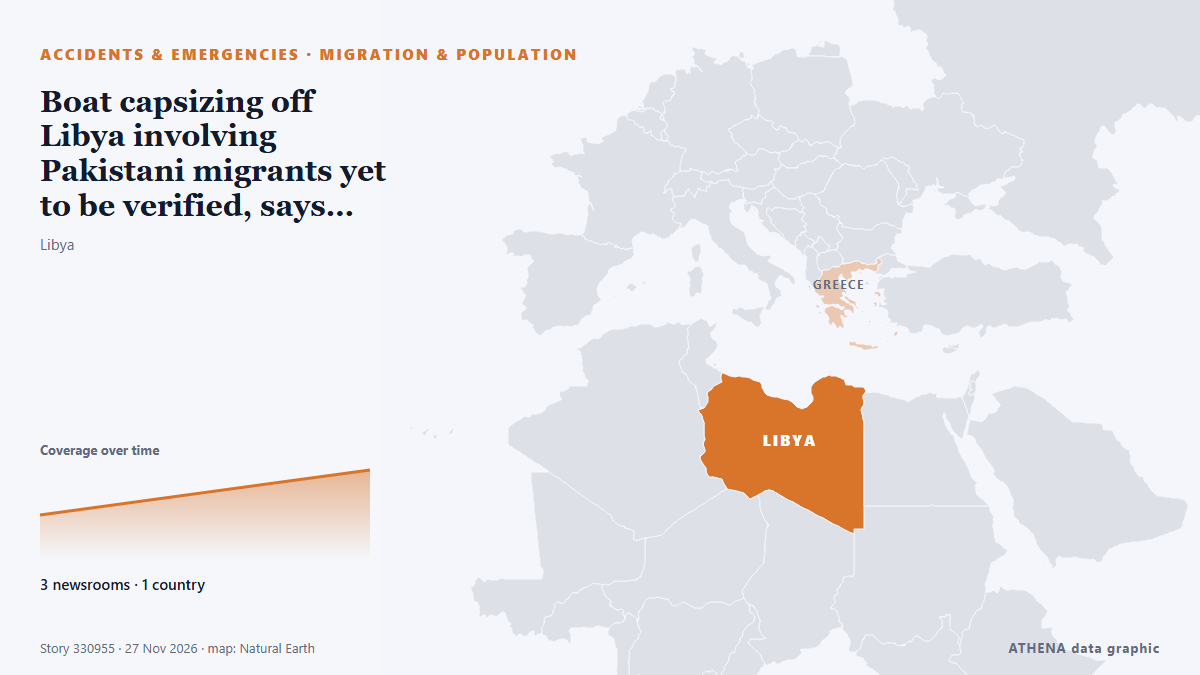 ACCIDENTS & EMERGENCIES · MIGRATION & POPULATION
Boat capsizing off
Libya involving
Pakistani migrants yet
to be verified, says...
Libya
GREECE
LIBYA
Coverage over time
3 newsrooms · 1 country
Story 330955 · 27 Nov 2026 · map: Natural Earth
ATHENA data graphic